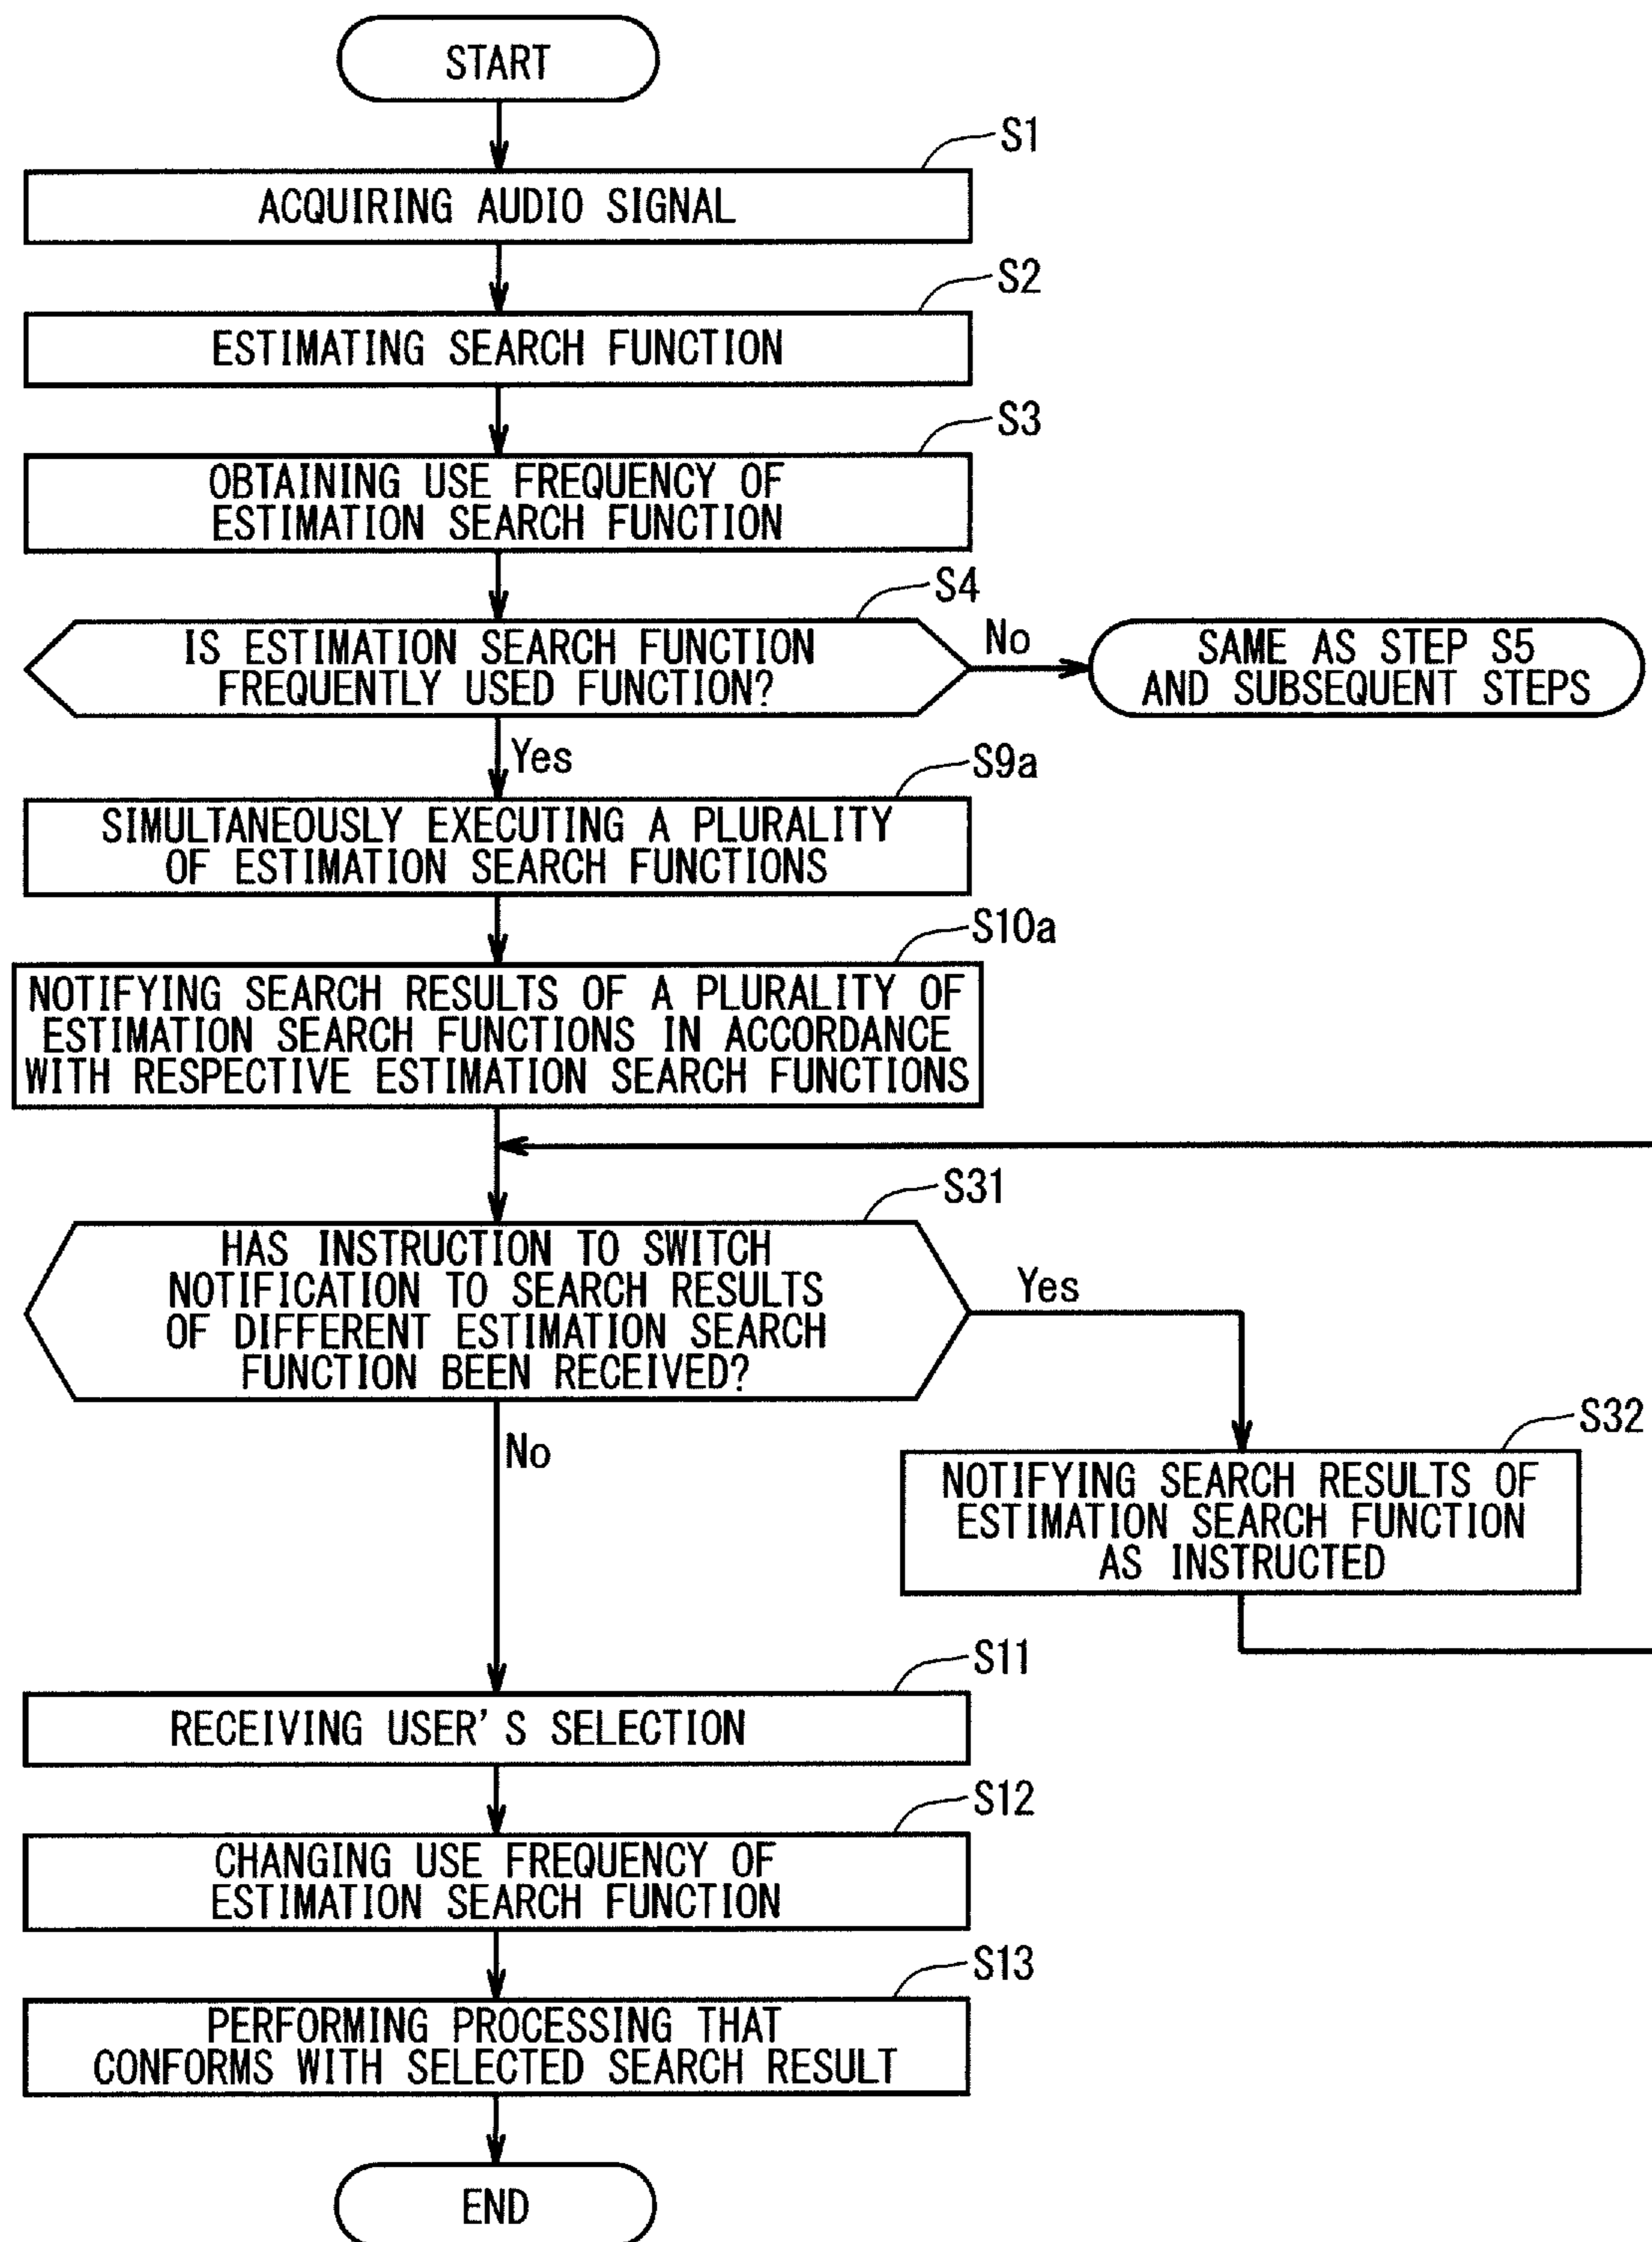 START
S1
ACQUIRING AUDIO SIGNAL
S2
ESTIMATING SEARCH FUNCTION
S3
OBTAINING USE FREQUENCY OF
ESTIMATION SEARCH FUNCTION
S4
IS ESTIMATION SEARCH FUNCTION
FREQUENTLY USED FUNCTION?
No
SAME AS STEP S5
AND SUBSEQUENT STEPS
Yes
S9a
SIMULTANEOUSLY EXECUTING A PLURALITY
OF ESTIMATION SEARCH FUNCTIONS
S10a
NOTIFYING SEARCH RESULTS OF A PLURALITY OF
ESTIMATION SEARCH FUNCTIONS IN ACCORDANCE
WITH RESPECTIVE ESTIMATION SEARCH FUNCTIONS
S31
HAS INSTRUCTION TO SWITCH
NOTIFICATION TO SEARCH RESULTS
OF DIFFERENT ESTIMATION SEARCH
FUNCTION BEEN RECEIVED?
Yes
No
S32
NOTIFYING SEARCH RESULTS OF
ESTIMATION SEARCH FUNCTION
AS INSTRUCTED
S11
RECEIVING USER'S SELECTION
S12
CHANGING USE FREQUENCY OF
ESTIMATION SEARCH FUNCTION
S13
PERFORMING PROCESSING THAT
CONFORMS WITH SELECTED SEARCH RESULT
END